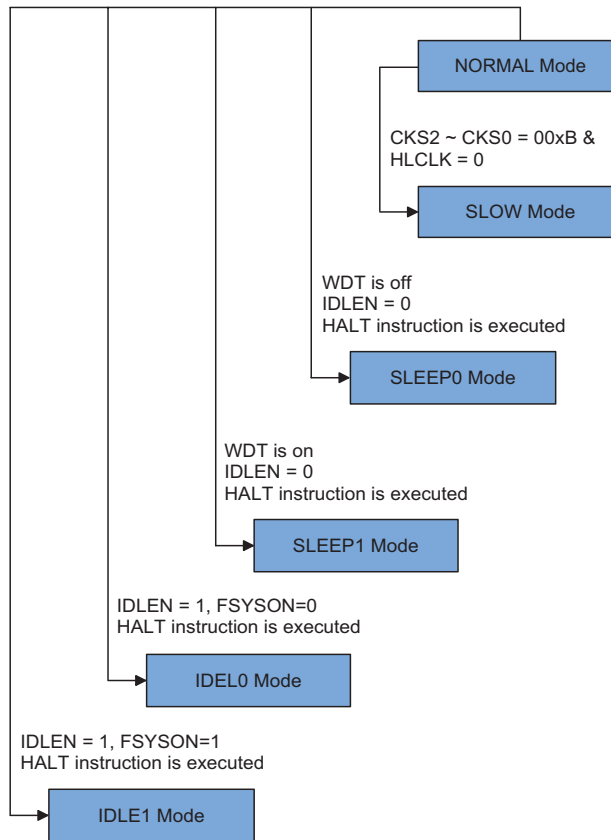 NORMAL Mode
CKS2 ~ CKS0 = 00xB &
HLCLK = 0
SLOW Mode
WDT is off
IDLEN = 0
HALT instruction is executed
SLEEP0 Mode
WDT is on
IDLEN = 0
HALT instruction is executed
SLEEP1 Mode
IDLEN = 1, FSYSON=0
HALT instruction is executed
IDEL0 Mode
IDLEN = 1, FSYSON=1
HALT instruction is executed
IDLE1 Mode